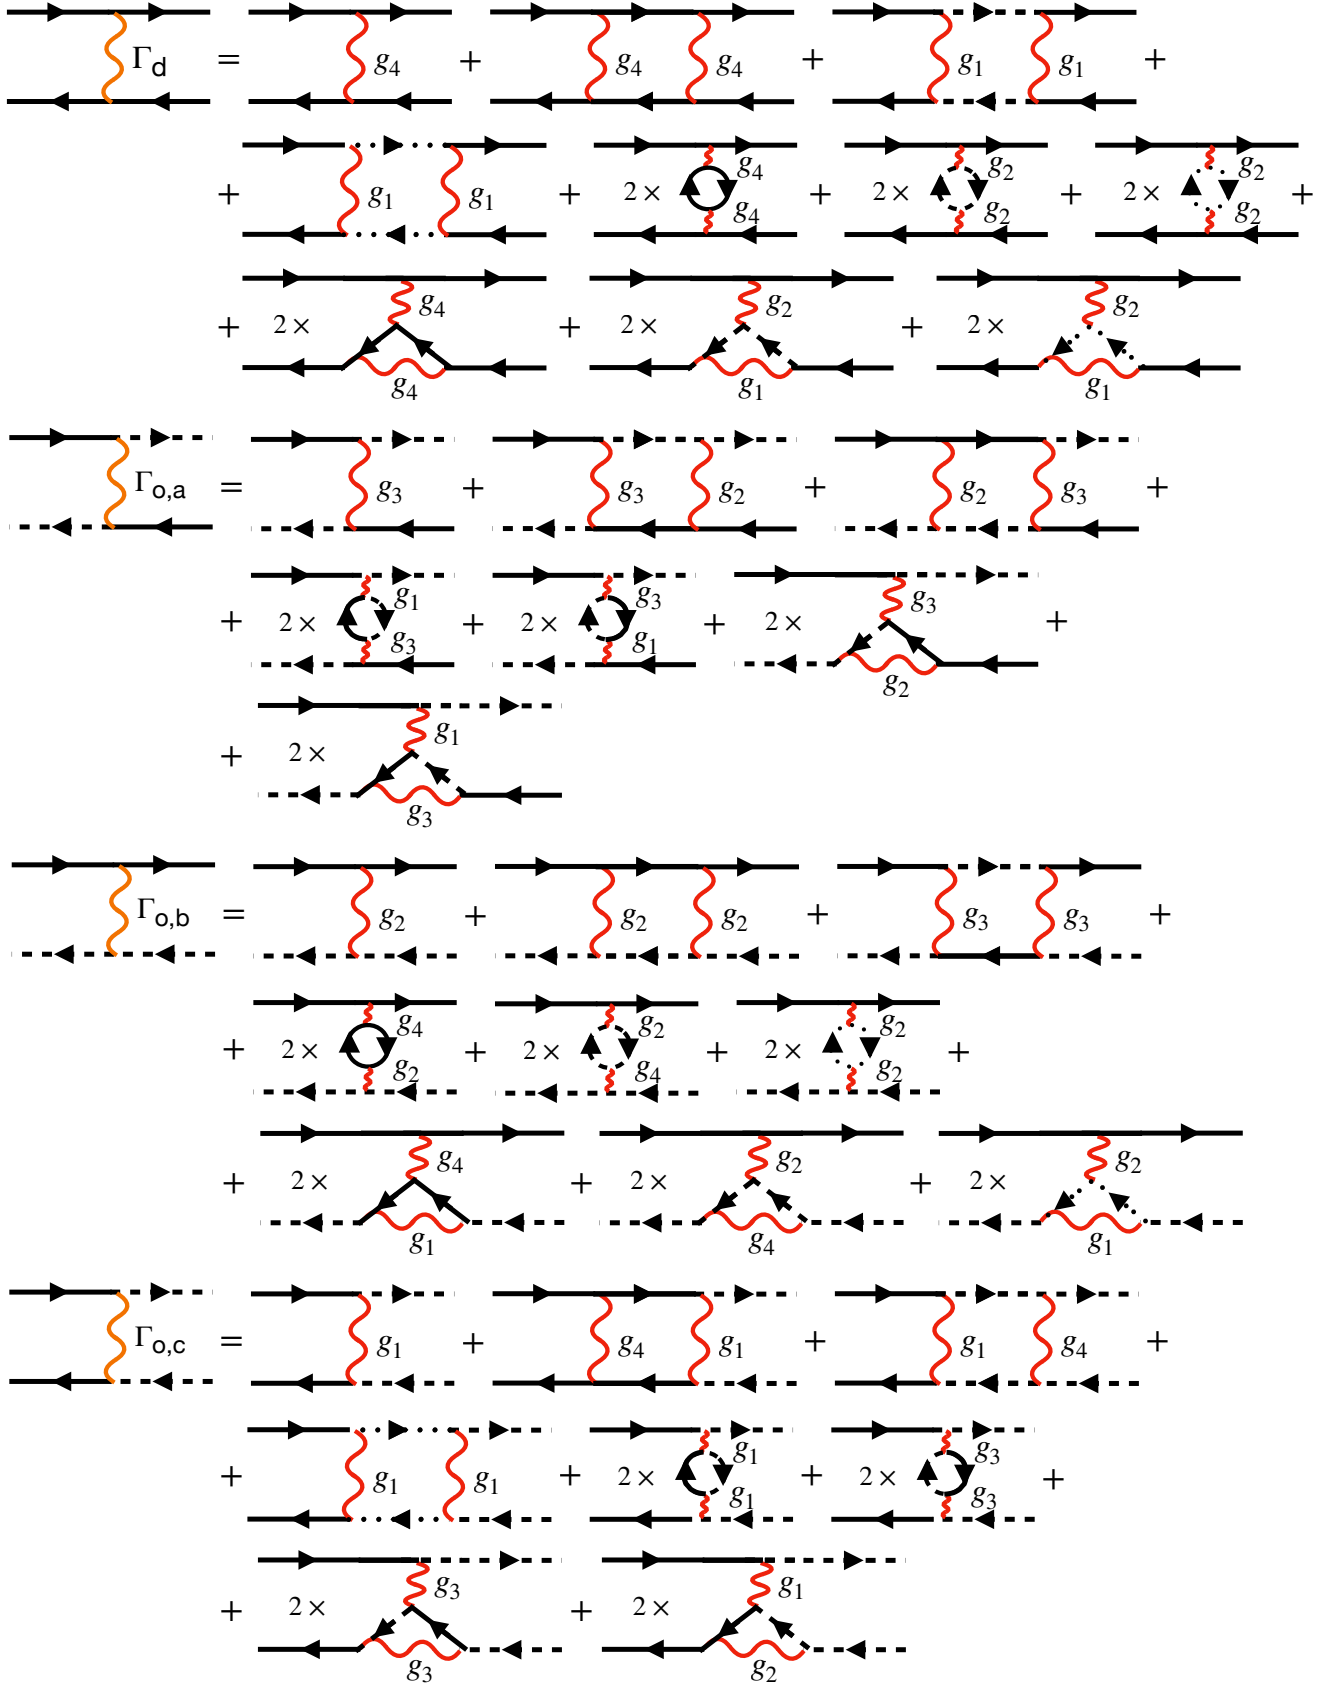 Γd = g4 + g4 g4 + g1 g1 +
+ g1 g1 + 2 × g4 g4 + 2 × g2 g2 + 2 × g2 g2 +
+ 2 × g4 g4 + 2 × g2 g1 + 2 × g2 g1
Γo,a = g3 + g3 g2 + g2 g3 +
+ 2 × g1 g3 + 2 × g3 g1 + 2 × g3 g2 +
+ 2 × g1 g3
Γo,b = g2 + g2 g2 + g3 g3 +
+ 2 × g4 g2 + 2 × g2 g4 + 2 × g2 g2 +
+ 2 × g4 g1 + 2 × g2 g4 + 2 × g2 g1
Γo,c = g1 + g4 g1 + g1 g4 +
+ g1 g1 + 2 × g1 g1 + 2 × g3 g3 +
+ 2 × g3 g3 + 2 × g1 g2